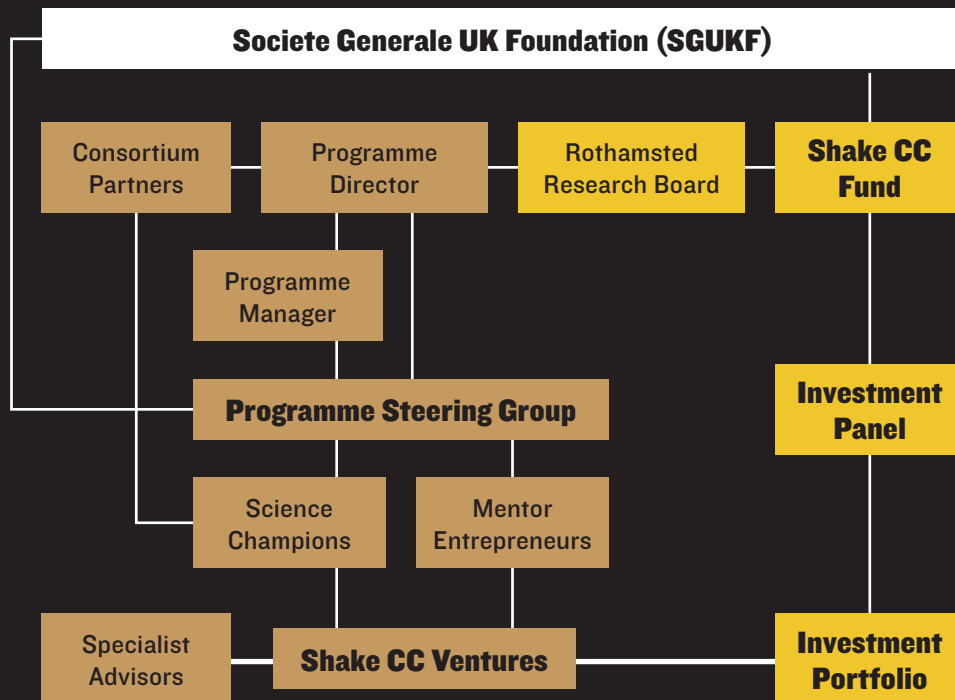 Societe Generale UK Foundation (SGUKF)
Consortium
Partners
Programme
Director
Rothamsted
Research Board
Shake CC
Fund
Programme
Manager
Programme Steering Group
Investment
Panel
Science
Champions
Mentor
Entrepreneurs
Specialist
Advisors
Shake CC Ventures
Investment
Portfolio